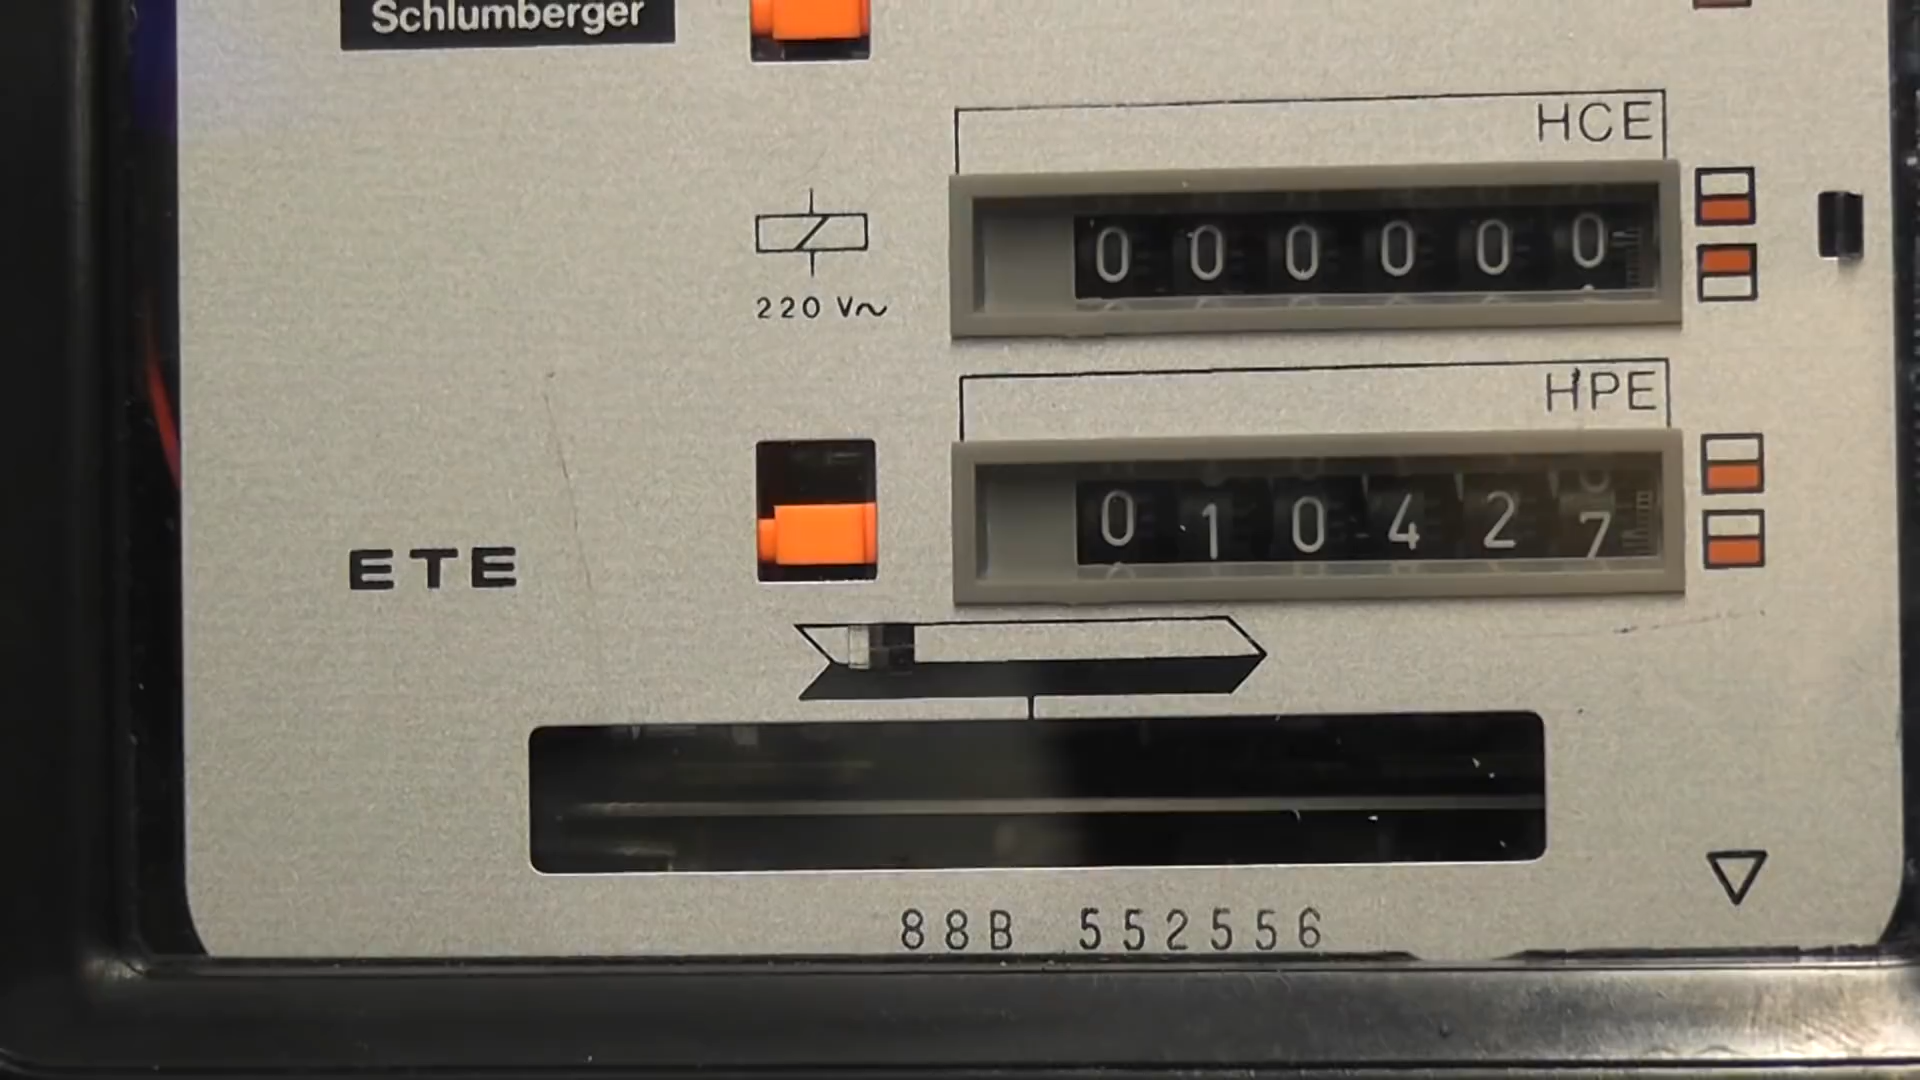 Schlumberger
HCE
000000
220 V~
HPE
010427
ETE
88B 552556